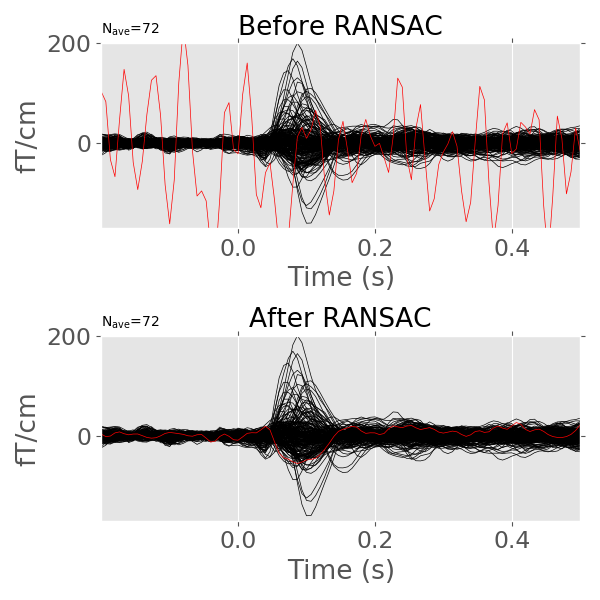 Before RANSAC
Nave=72
200
0
fT/cm
0.0 0.2 0.4
Time (s)
After RANSAC
Nave=72
200
0
fT/cm
0.0 0.2 0.4
Time (s)